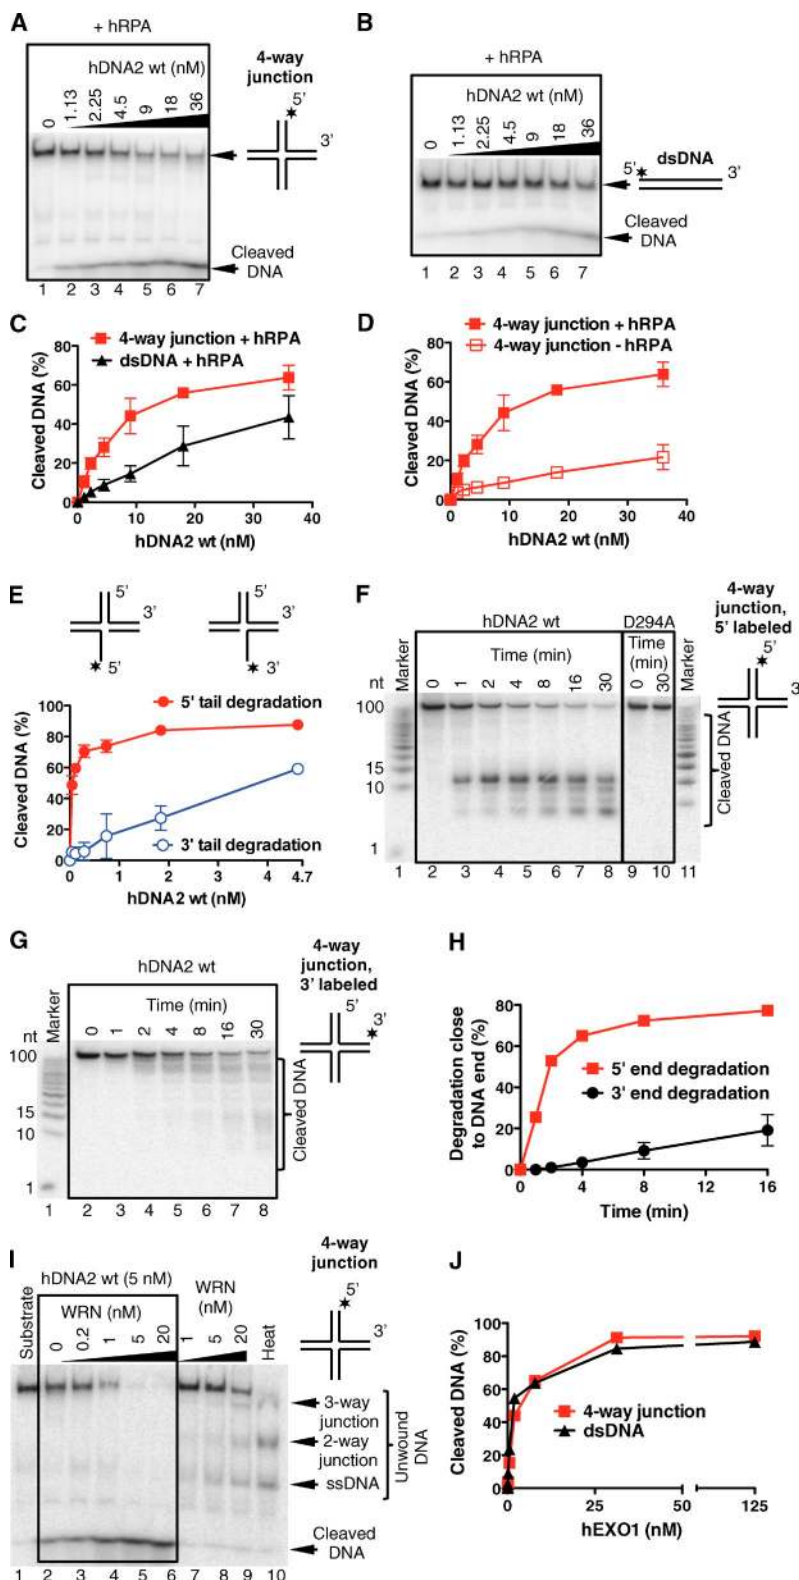 A
+ hRPA
hDNA2 wt (nM)
0 1.13 2.25 4.5 9 18 36
4-way
junction
5'
3'
Cleaved
DNA
1 2 3 4 5 6 7
B
+ hRPA
hDNA2 wt (nM)
0 1.13 2.25 4.5 9 18 36
5' dsDNA 3'
Cleaved
DNA
1 2 3 4 5 6 7
C
4-way junction + hRPA
dsDNA + hRPA
Cleaved DNA (%)
80
60
40
20
0
0 10 20 30 40
hDNA2 wt (nM)
D
4-way junction + hRPA
4-way junction - hRPA
Cleaved DNA (%)
80
60
40
20
0
0 10 20 30 40
hDNA2 wt (nM)
E
5' 5'
3' 3'
5' 3'
5' tail degradation
3' tail degradation
Cleaved DNA (%)
100
80
60
40
20
0
0 1 2 3 4 4.7
hDNA2 wt (nM)
F
hDNA2 wt D294A
Time (min) Time
(min)
Marker 0 1 2 4 8 16 30 0 30 Marker
nt
100
15
10
1
1 2 3 4 5 6 7 8 9 10 11
Cleaved DNA
4-way
junction,
5' labeled
5'
3'
G
hDNA2 wt
Time (min)
Marker 0 1 2 4 8 16 30
nt
100
15
10
1
1 2 3 4 5 6 7 8
Cleaved DNA
4-way
junction,
3' labeled
5'
3'
H
Degradation close
to DNA end (%)
80
60
40
20
0
5' end degradation
3' end degradation
0 4 8 12 16
Time (min)
I
Substrate
hDNA2 wt (5 nM)
WRN (nM)
0 0.2 1 5 20
WRN
(nM)
1 5 20 Heat
4-way
junction
5'
3'
3-way
junction
2-way
junction
ssDNA
Unwound
DNA
Cleaved
DNA
1 2 3 4 5 6 7 8 9 10
J
Cleaved DNA (%)
100
80
60
40
20
0
4-way junction
dsDNA
0 25 50 125
hEXO1 (nM)